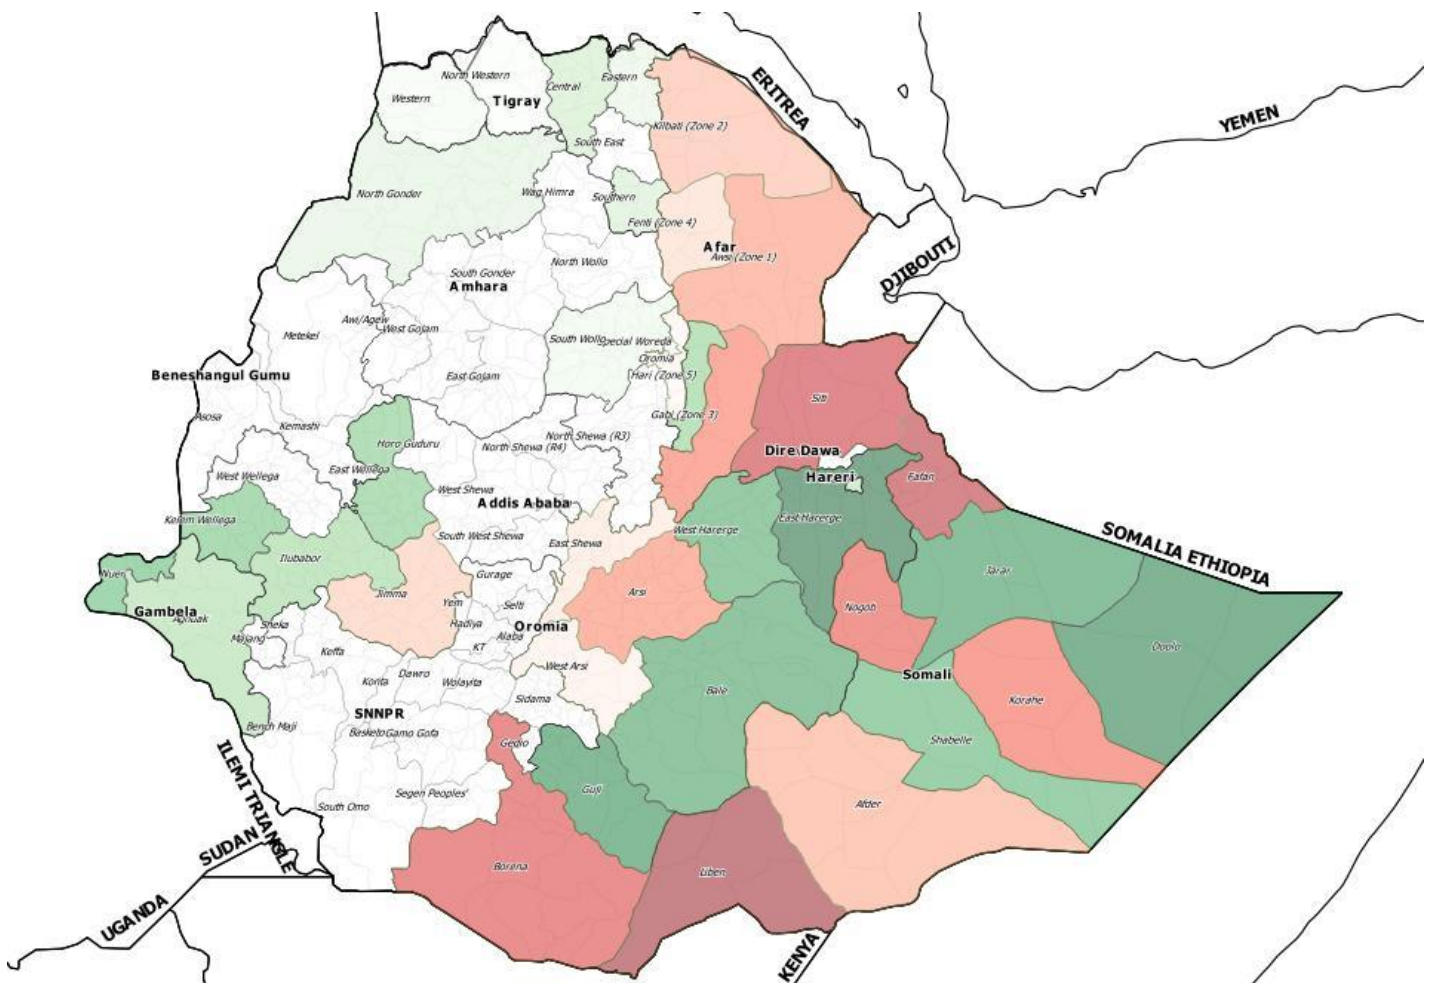 ERITREA
YEMEN
North Western
Eastern
Central
Western
Tigray
Kilbati (Zone 2)
South East
North Gonder
Wag Himra
Southern
Fenti (Zone 4)
Afar
Awsi (Zone 1)
DJIBOUTI
South Gonder
North Wollo
Amhara
Awi/Agew
West Gojam
Metekel
South Wollo
Special Woreda
Oromia
Beneshangul Gumu
East Gojam
Hari (Zone 5)
Siti
Asosa
Gabi (Zone 3)
Kemashi
Horo Guduru
North Shewa (R4)
North Shewa (R3)
Dire Dawa
West Wellega
East Wellega
Hareri
Fafan
West Shewa
Addis Ababa
Kelem Wellega
East Harerge
West Harerge
South West Shewa
East Shewa
SOMALIA ETHIOPIA
Ilubabor
Nuer
Gurage
Jarar
Jimma
Arsi
Yem
Selti
Nogob
Gambela
Agnuak
Hadiya
Oromia
Sheka
Alaba
Majang
KT
Keffa
Doolo
West Arsi
Dawro
Somali
Konta
Wolayita
Bale
Sidama
Korahe
SNNPR
Bench Maji
Basketo
Gamo Gofa
Gedio
Shabelle
ILEMI TRIANGLE
Segen Peoples'
Guji
South Omo
Afder
SUDAN
Borena
Liben
UGANDA
KENYA